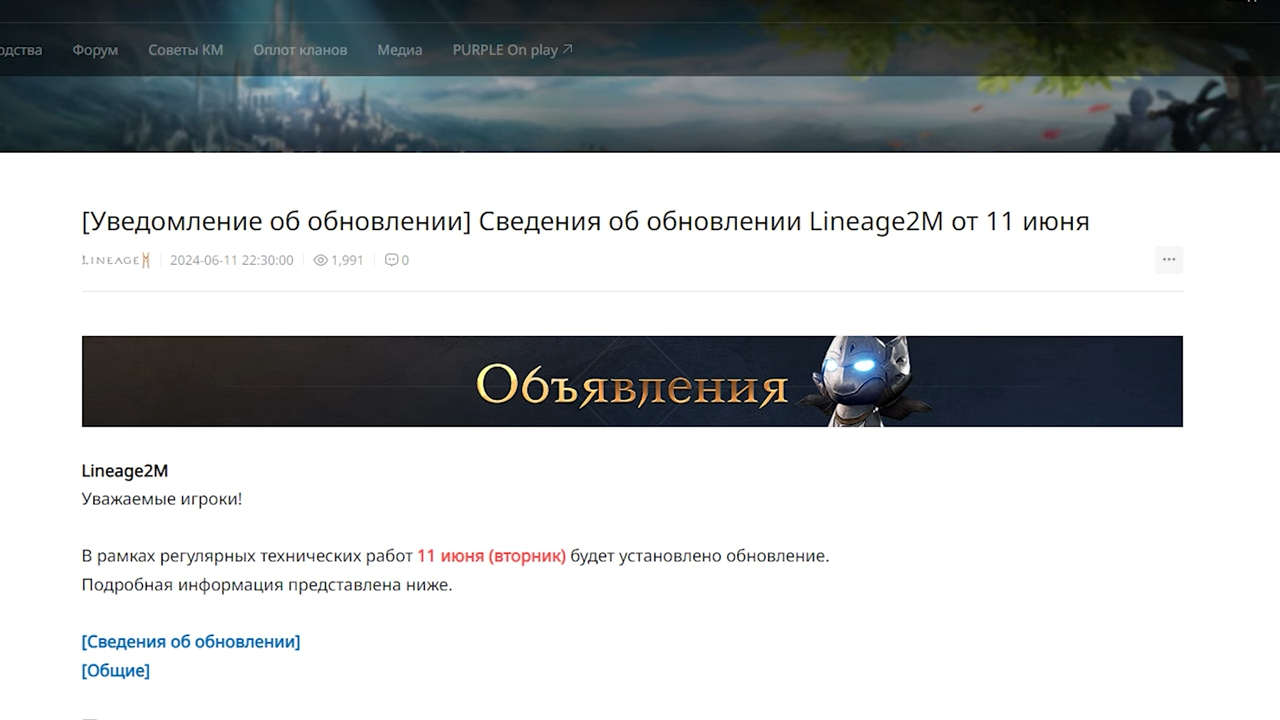 одства Форум Советы КМ Оплот кланов Медиа PURPLE On play
[Уведомление об обновлении] Сведения об обновлении Lineage2M от 11 июня
LINEAGE M 2024-06-11 22:30:00 1,991 0
Объявления
Lineage2M
Уважаемые игроки!
В рамках регулярных технических работ 11 июня (вторник) будет установлено обновление.
Подробная информация представлена ниже.
[Сведения об обновлении]
[Общие]